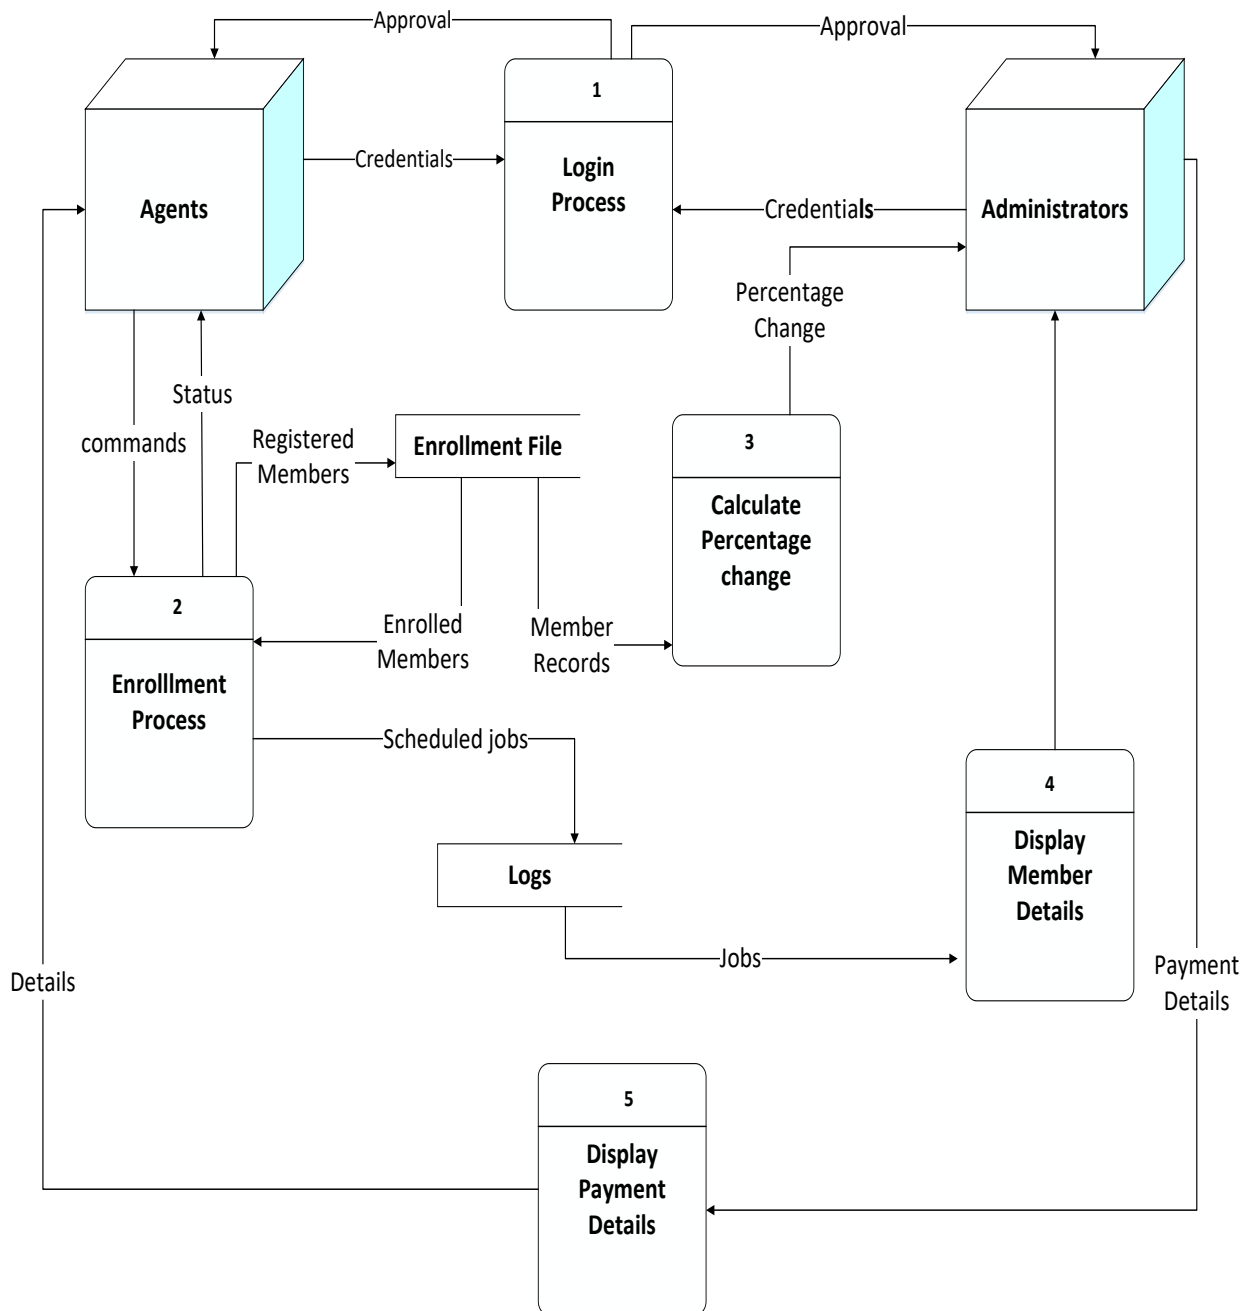 Approval
Approval
1
Credentials
Login
Process
Agents
Credentials
Administrators
Percentage
Change
Status
commands
Registered
Members
Enrollment File
3
Calculate
Percentage
change
2
Enrolled
Members
Member
Records
Enrolllment
Process
Scheduled jobs
4
Display
Member
Details
Logs
Jobs
Details
Payment
Details
5
Display
Payment
Details